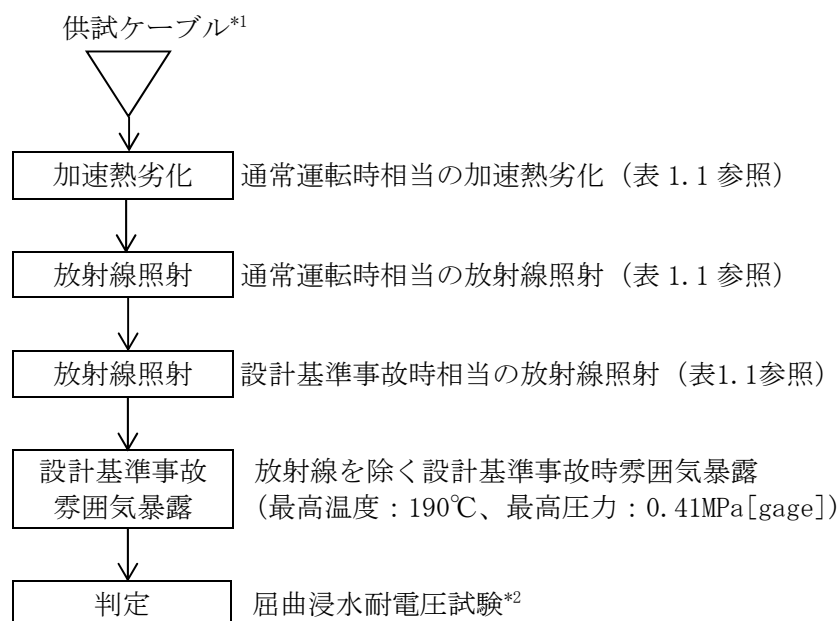 供試ケーブル*1
加速熱劣化 通常運転時相当の加速熱劣化（表 1.1 参照）
放射線照射 通常運転時相当の放射線照射（表 1.1 参照）
放射線照射 設計基準事故時相当の放射線照射（表1.1参照）
設計基準事故 放射線を除く設計基準事故時雰囲気暴露
雰囲気暴露 (最高温度：190℃、最高圧力：0.41MPa[gage])
判定 屈曲浸水耐電圧試験*2